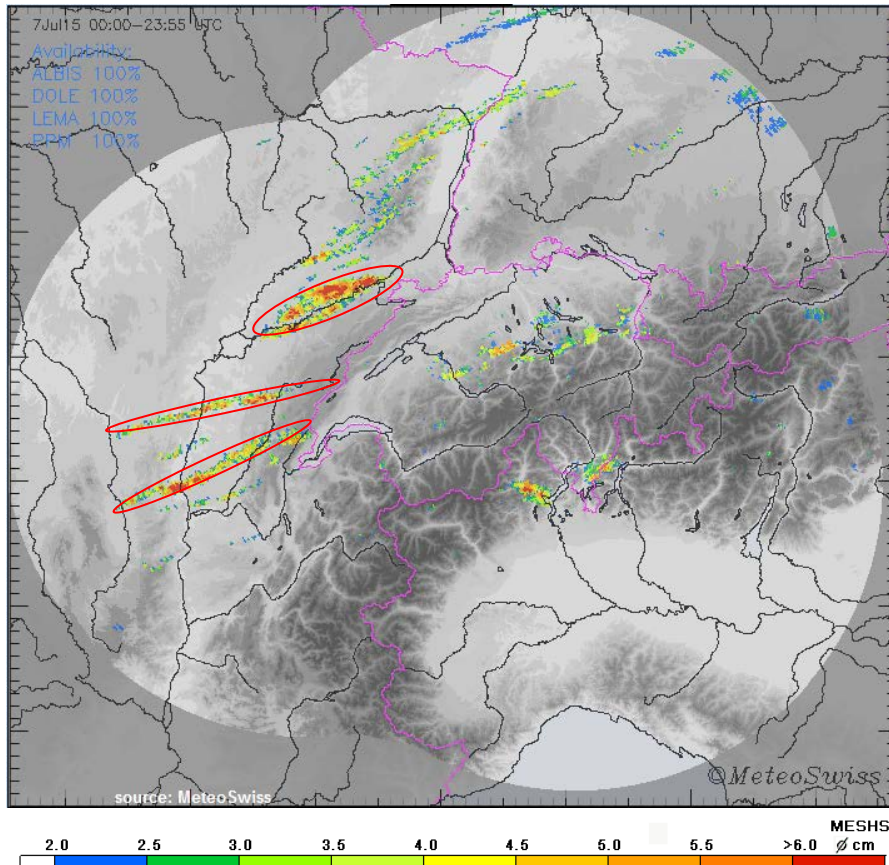 7Jul15 00:00-23:55 UTC
Availability:
ALBIS 100%
DOLE 100%
LEMA 100%
PPM 100%
©MeteoSwiss
source: MeteoSwiss
MESHS
2.0 2.5 3.0 3.5 4.0 4.5 5.0 5.5 >6.0 ø cm